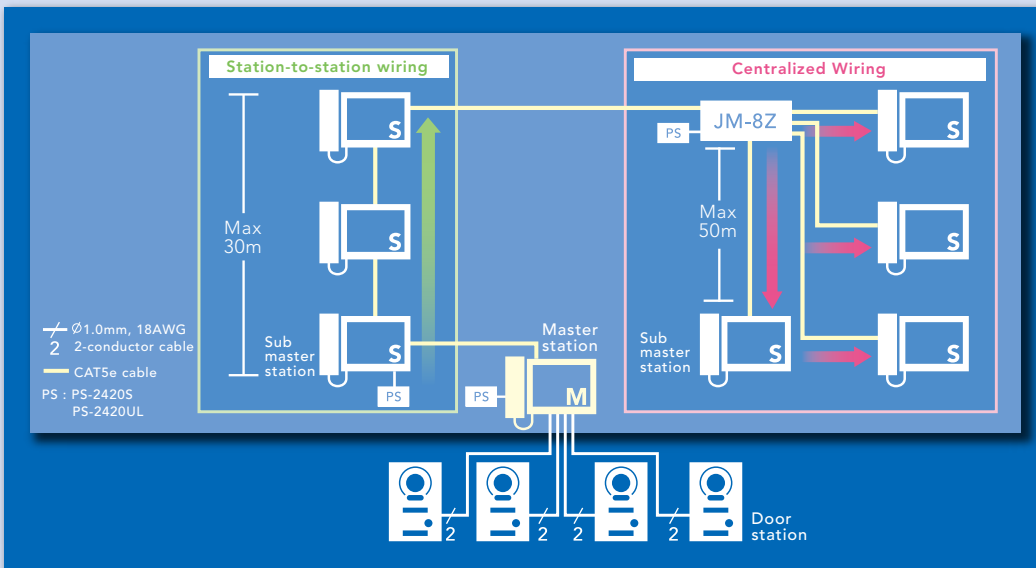 Station-to-station wiring
S
Max
30m
S
Sub
master
station
S
PS
Centralized Wiring
JM-8Z
PS
S
Max
50m
S
Sub
master
station
S
S
Master
station
PS
M
Ø1.0mm, 18AWG
2 2-conductor cable
CAT5e cable
PS : PS-2420S
PS-2420UL
2
2
2
2
Door
station